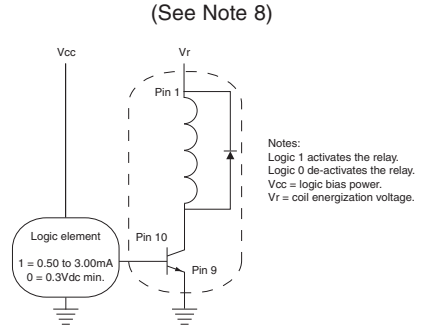 (See Note 8)
Vcc
Vr
Pin 1
Notes:
Logic 1 activates the relay.
Logic 0 de-activates the relay.
Vcc = logic bias power.
Vr = coil energization voltage.
Logic element
1 = 0.50 to 3.00mA
0 = 0.3Vdc min.
Pin 10
Pin 9